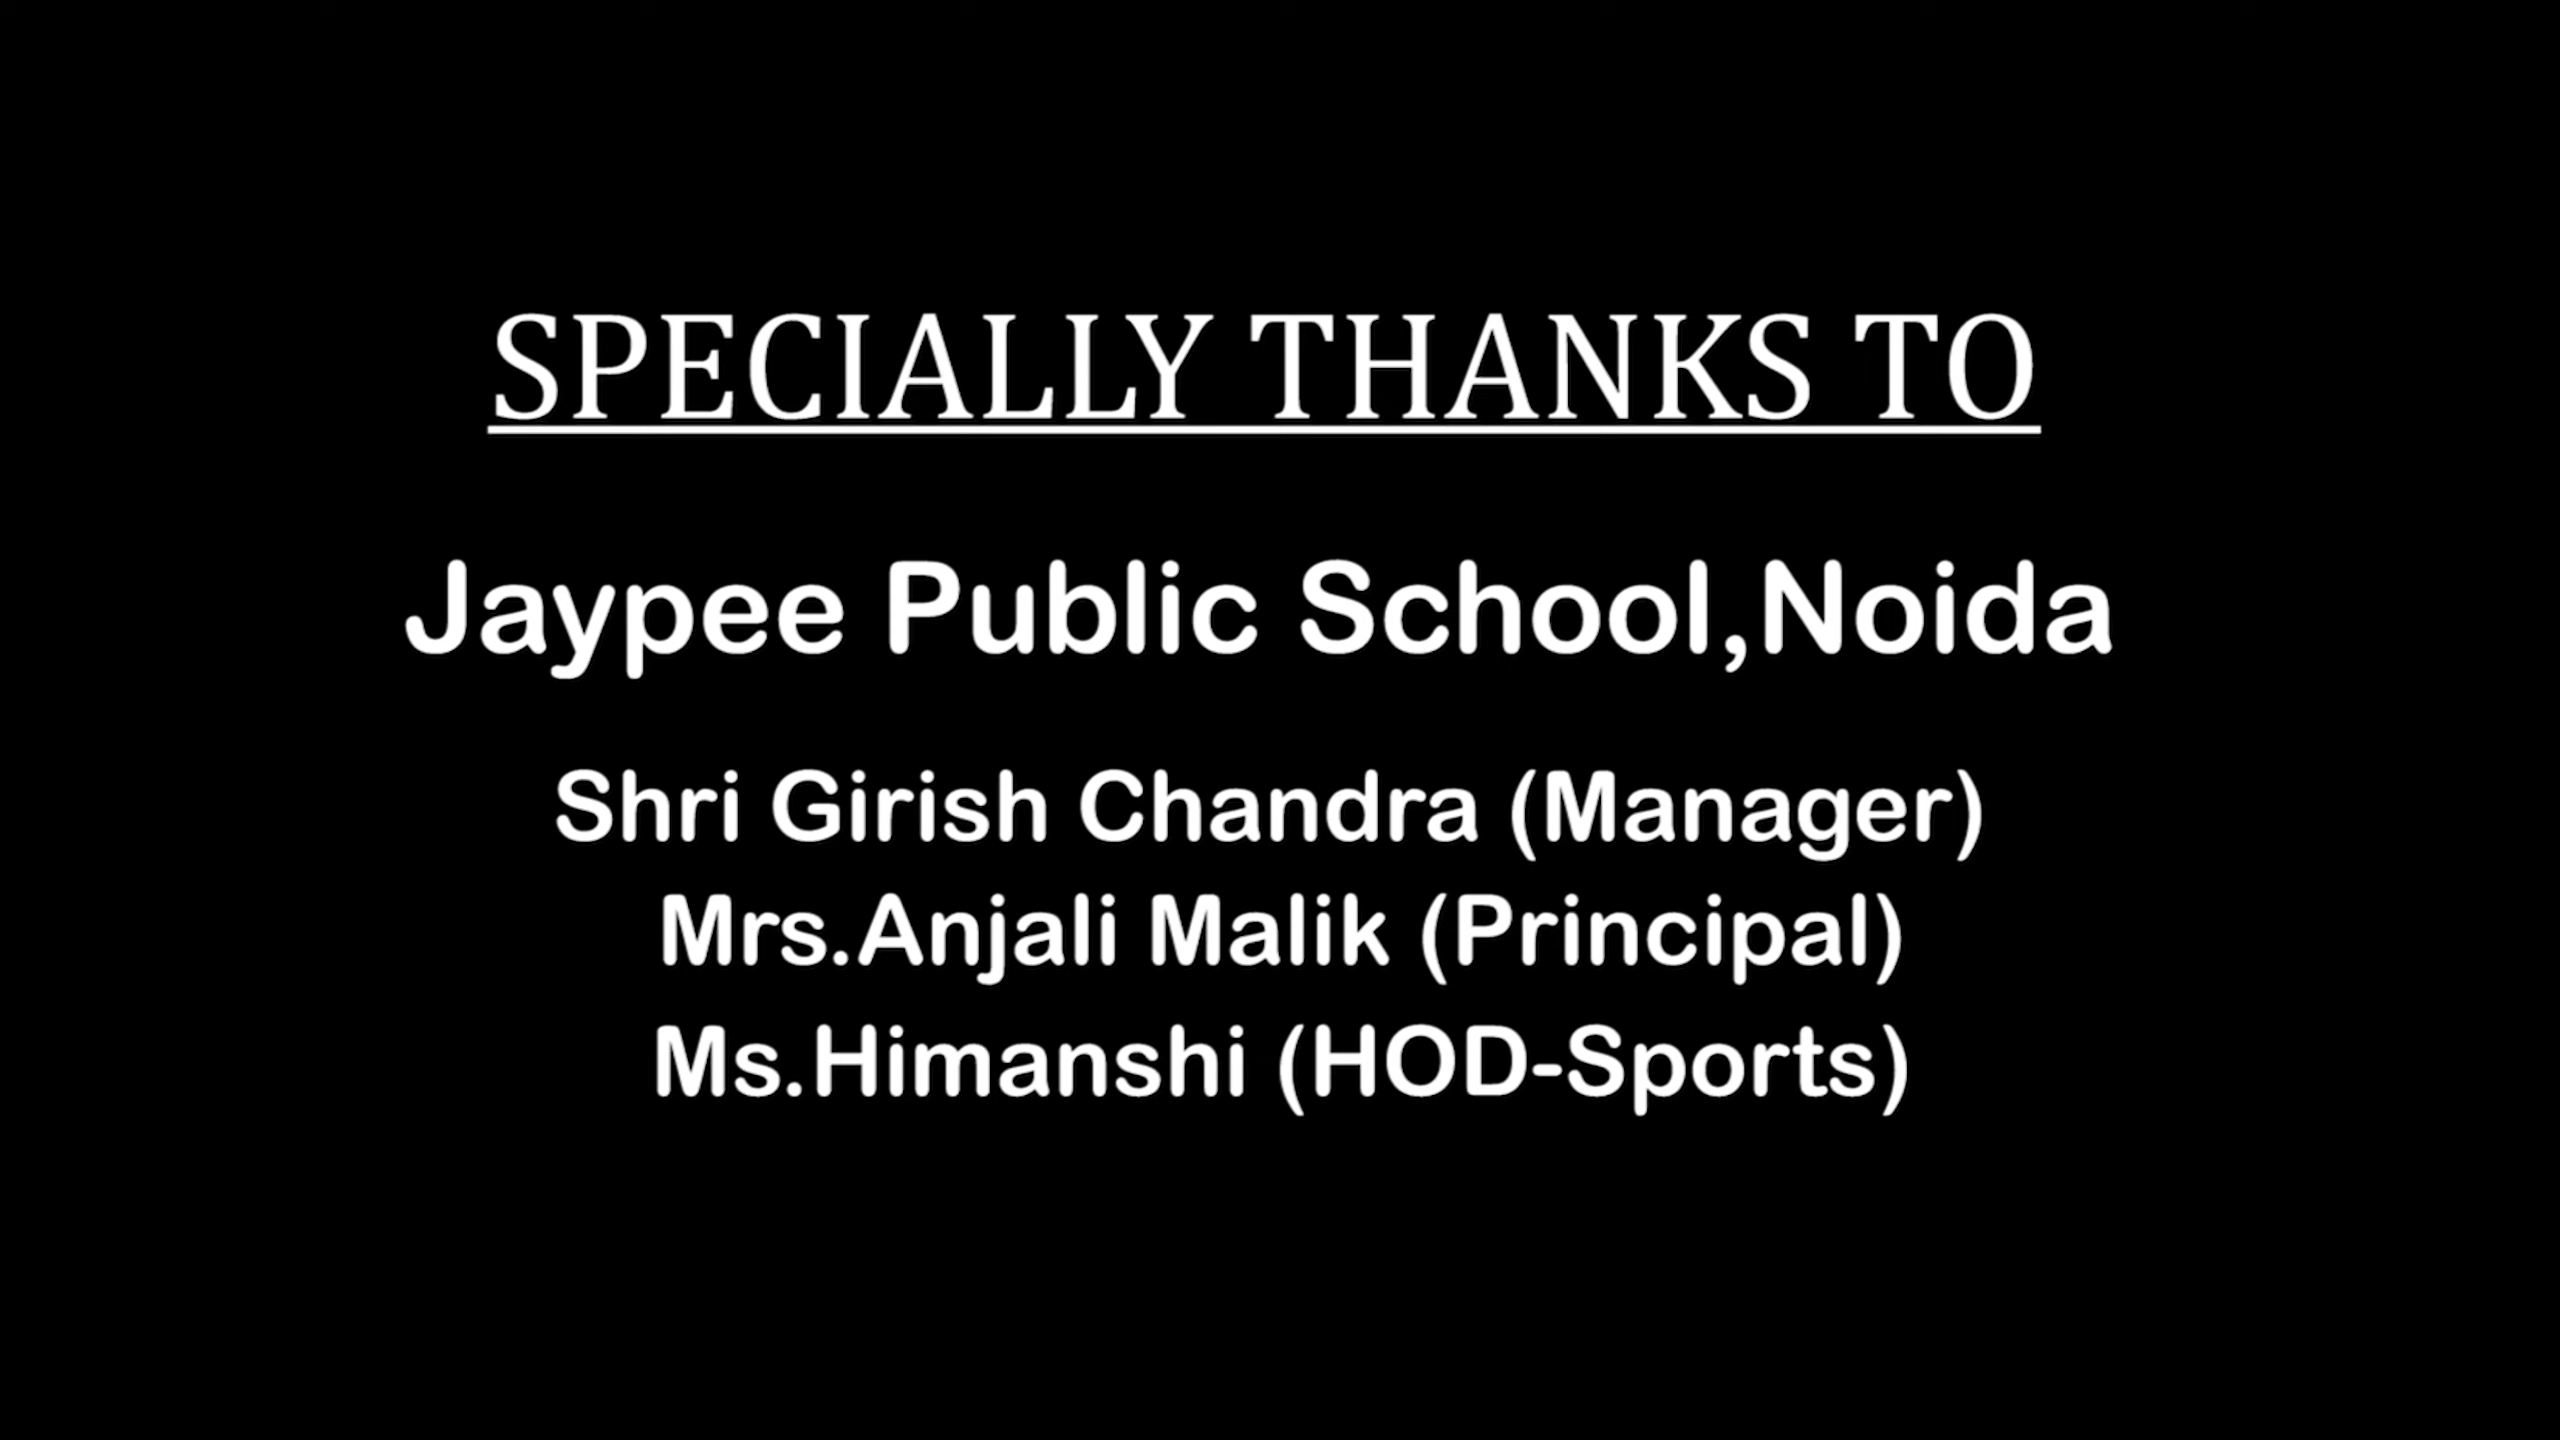 SPECIALLY THANKS TO
Jaypee Public School,Noida
Shri Girish Chandra (Manager)
Mrs.Anjali Malik (Principal)
Ms.Himanshi (HOD-Sports)